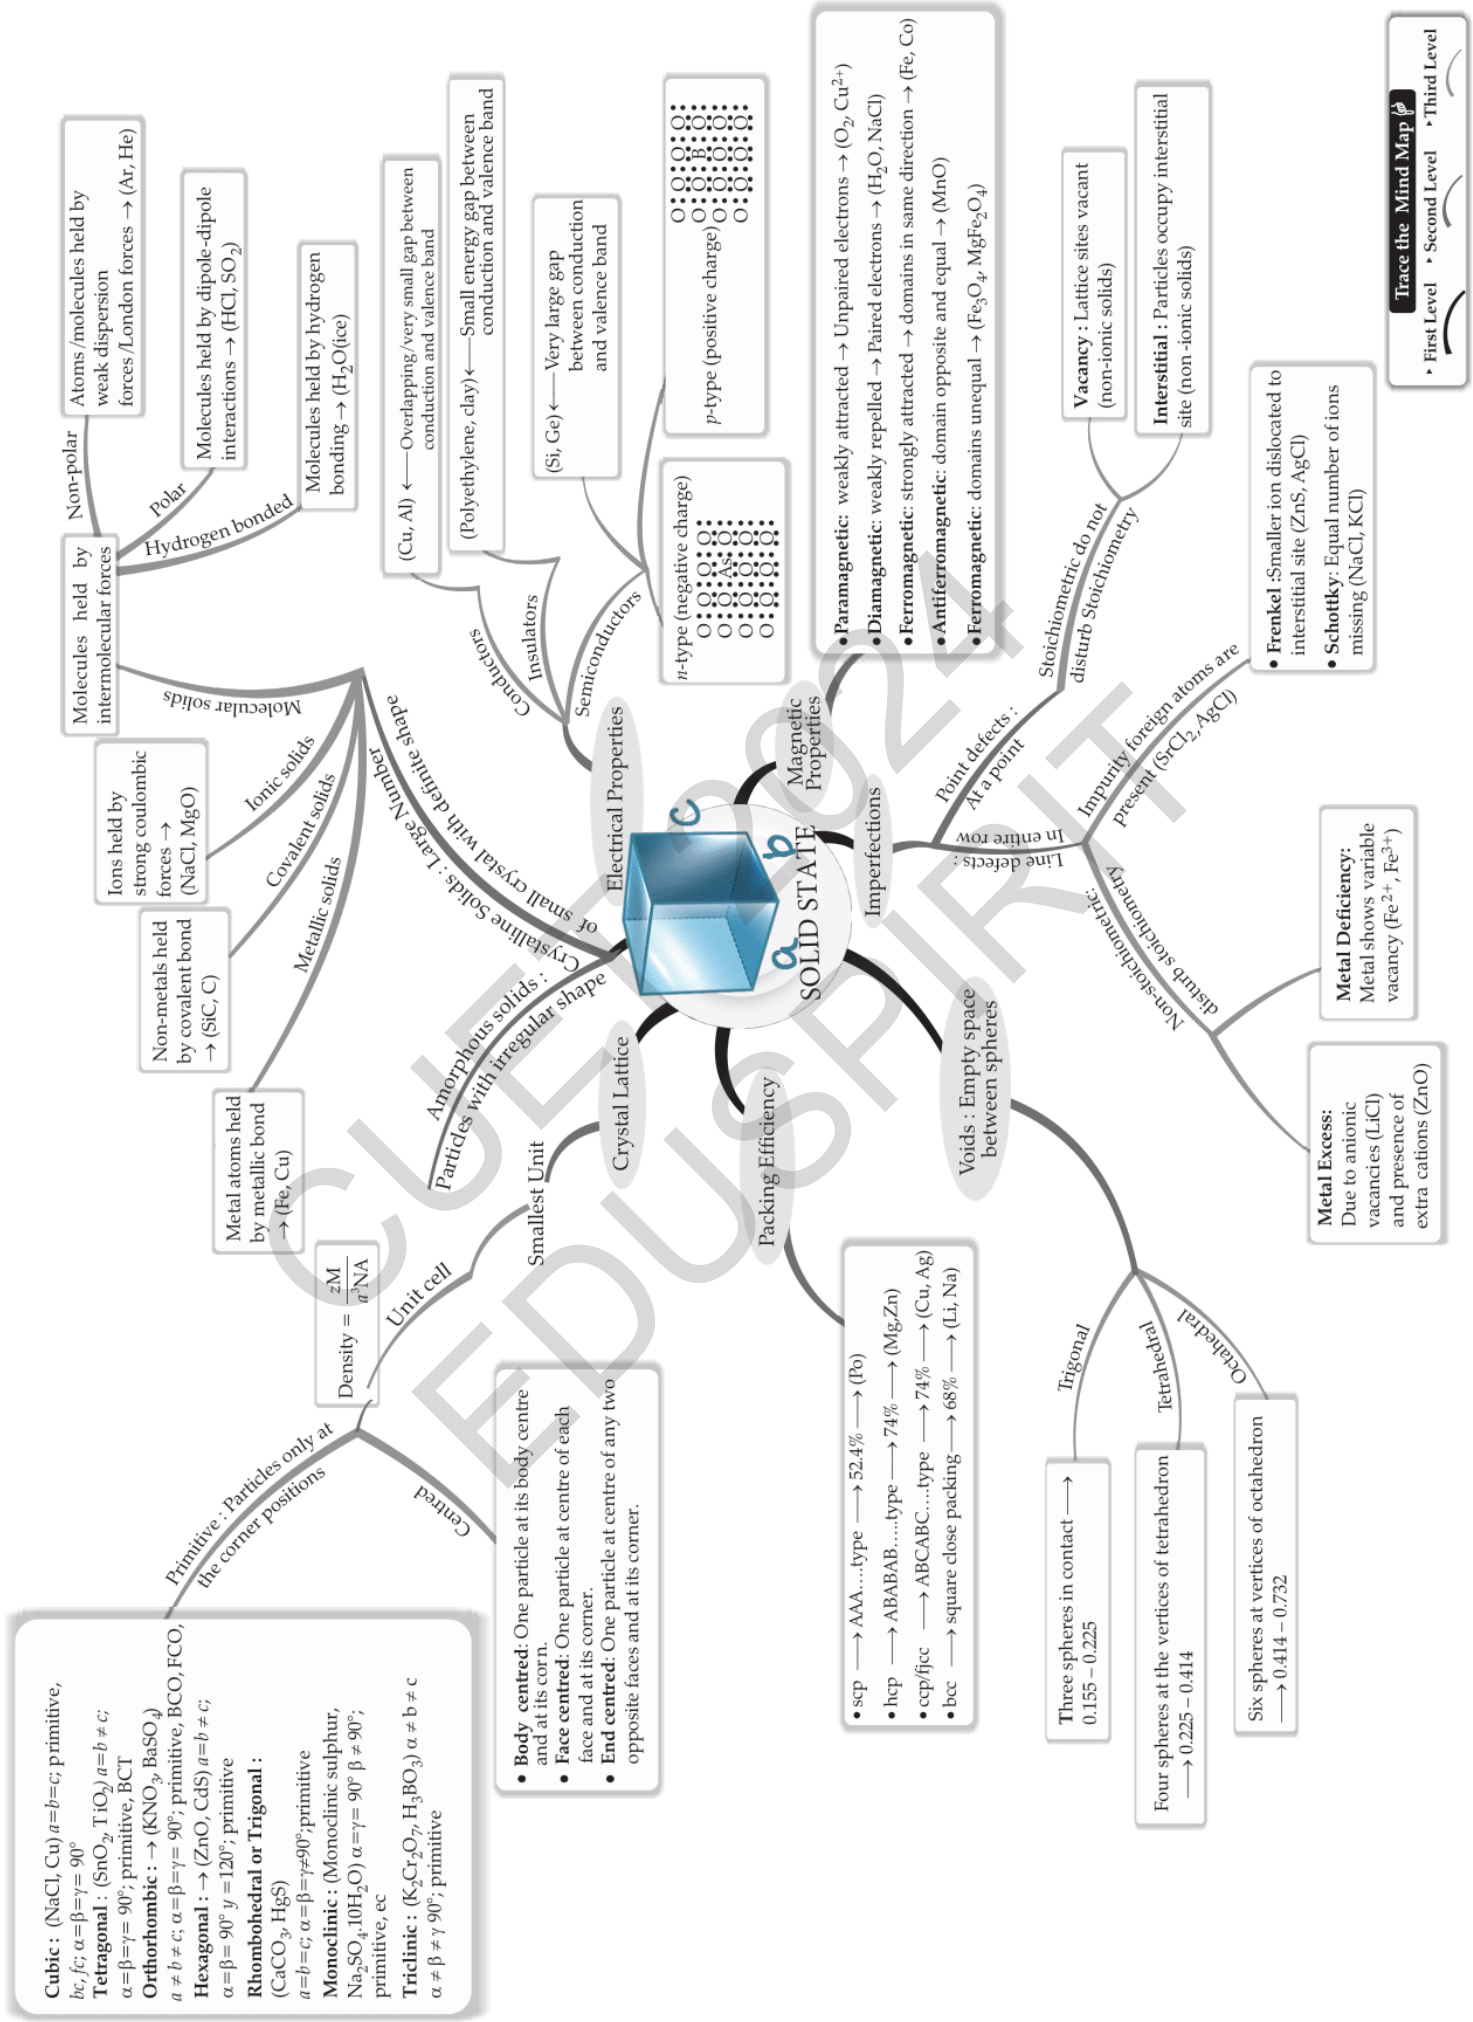 SOLID STATE
a
b
c
Crystalline Solids : Large Number
of small crystal with definite shape
Molecular solids
Molecules held by
intermolecular forces
Non-polar
Atoms/molecules held by
weak dispersion
forces/London forces → (Ar, He)
Polar
Molecules held by dipole-dipole
interactions → (HCl, SO2)
Hydrogen bonded
Molecules held by hydrogen
bonding → (H2O(ice)
Ionic solids
Ions held by
strong coulombic
forces →
(NaCl, MgO)
Covalent solids
Non-metals held
by covalent bond
→ (SiC, C)
Metallic solids
Metal atoms held
by metallic bond
→ (Fe, Cu)
Amorphous solids :
Particles with irregular shape
Electrical Properties
Conductors
(Cu, Al) ← Overlapping/very small gap between
conduction and valence band
Insulators
(Polyethylene, clay) ← Small energy gap between
conduction and valence band
Semiconductors
(Si, Ge) ← Very large gap
between conduction
and valence band
n-type (negative charge)
O O O O
O As O O
O O O O
O O O O
p-type (positive charge)
O O O O
O O B O
O O O O
O O O O
Magnetic
Properties
• Paramagnetic: weakly attracted → Unpaired electrons → (O2, Cu2+)
• Diamagnetic: weakly repelled → Paired electrons → (H2O, NaCl)
• Ferromagnetic: strongly attracted → domains in same direction → (Fe, Co)
• Antiferromagnetic: domain opposite and equal → (MnO)
• Ferromagnetic: domains unequal → (Fe3O4, MgFe2O4)
Imperfections
Point defects :
At a point
Stoichiometric do not
disturb Stoichiometry
Vacancy : Lattice sites vacant
(non-ionic solids)
Interstitial : Particles occupy interstitial
site (non -ionic solids)
Line defects :
In entire row
Impurity foreign atoms are
present (SrCl2, AgCl)
• Frenkel :Smaller ion dislocated to
interstitial site (ZnS, AgCl)
• Schottky: Equal number of ions
missing (NaCl, KCl)
Non-stoichiometric:
disturb stoichiometry
Metal Deficiency:
Metal shows variable
vacancy (Fe2+, Fe3+)
Metal Excess:
Due to anionic
vacancies (LiCl)
and presence of
extra cations (ZnO)
Voids : Empty space
between spheres
Trigonal
Three spheres in contact →
0.155 – 0.225
Tetrahedral
Four spheres at the vertices of tetrahedron
→ 0.225 – 0.414
Octahedral
Six spheres at vertices of octahedron
→ 0.414 – 0.732
Packing Efficiency
• scp → AAA....type → 52.4% → (Po)
• hcp → ABABAB.....type → 74% → (Mg,Zn)
• ccp/fjcc → ABCABC....type → 74% → (Cu, Ag)
• bcc → square close packing → 68% → (Li, Na)
Crystal Lattice
Smallest Unit
Unit cell
Density = zM
a3NA
Primitive : Particles only at
the corner positions
Cubic : (NaCl, Cu) a=b=c; primitive,
bc, fc; α=β=γ= 90°
Tetragonal : (SnO2, TiO2) a=b ≠ c;
α=β=γ= 90°; primitive, BCT
Orthorhombic : → (KNO3, BaSO4)
a ≠ b ≠ c; α=β=γ= 90°; primitive, BCO, FCO,
Hexagonal : → (ZnO, CdS) a=b ≠ c;
α=β= 90° y =120°; primitive
Rhombohedral or Trigonal :
(CaCO3, HgS)
a=b=c; α=β=γ≠90°;primitive
Monoclinic : (Monoclinic sulphur,
Na2SO4.10H2O) α=γ= 90° β ≠ 90°;
primitive, ec
Triclinic : (K2Cr2O7, H3BO3) α ≠ b ≠ c
α ≠ β ≠ γ 90°; primitive
Centred
• Body centred: One particle at its body centre
and at its corn.
• Face centred: One particle at centre of each
face and at its corner.
• End centred: One particle at centre of any two
opposite faces and at its corner.
Trace the Mind Map
First Level
Second Level
Third Level
CUET 2024
EDUSPIRIT